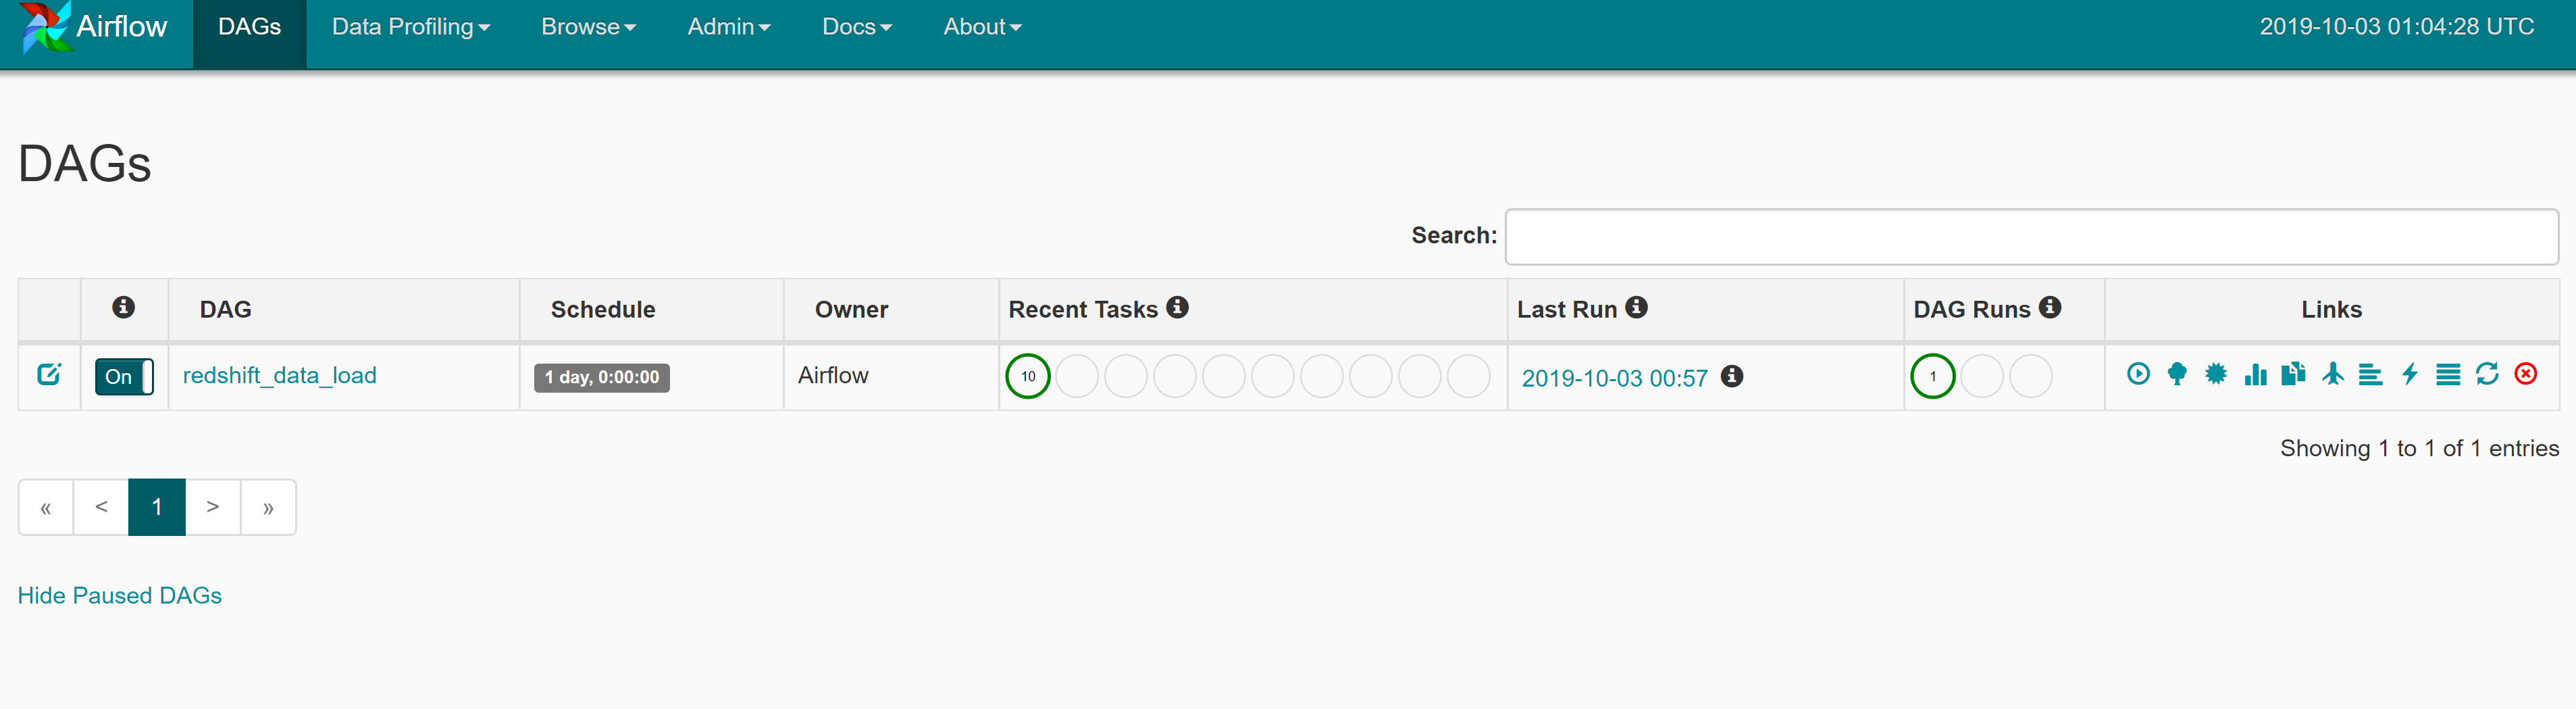 Airflow DAGs Data Profiling Browse Admin Docs About 2019-10-03 01:04:28 UTC
DAGs
Search:
DAG Schedule Owner Recent Tasks Last Run DAG Runs Links
On redshift_data_load 1 day, 0:00:00 Airflow 10 2019-10-03 00:57 1
Showing 1 to 1 of 1 entries
« < 1 > »
Hide Paused DAGs